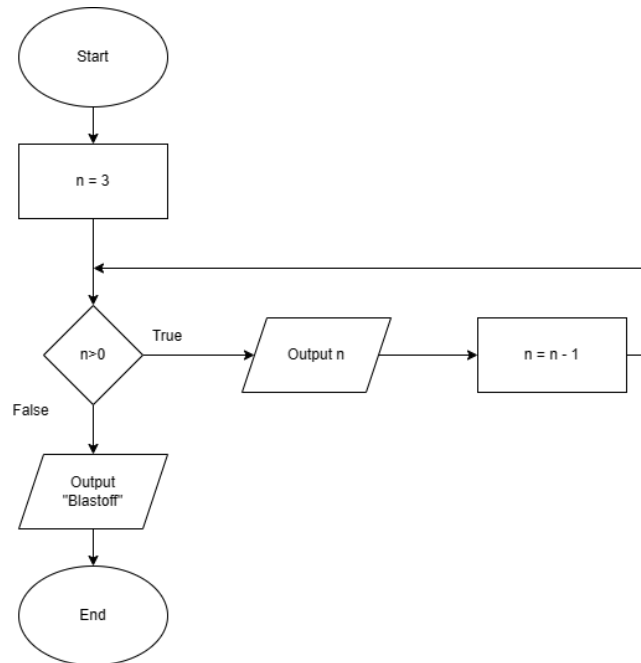 Start
n = 3
n>0
True
Output n
n = n - 1
False
Output
"Blastoff"
End